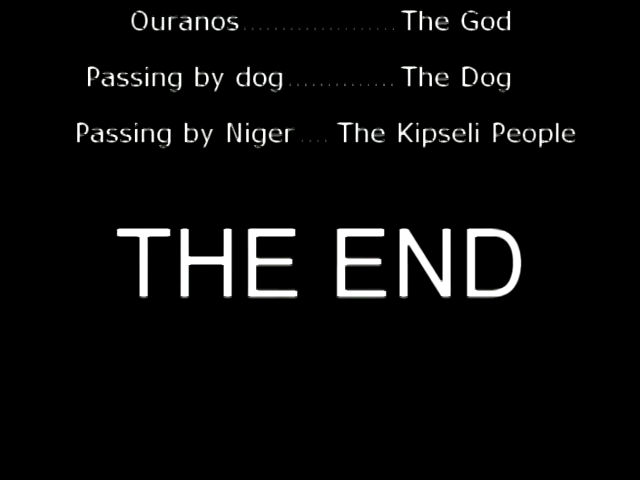 Ouranos....................The God
Passing by dog..............The Dog
Passing by Niger.... The Kipseli People
THE END